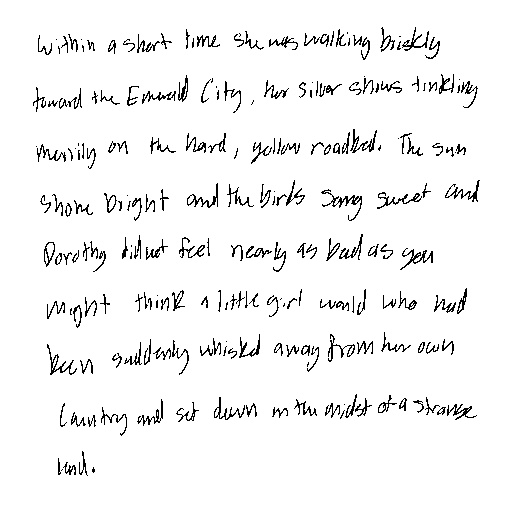 Within a short time she was walking briskly
toward the Emerald City, her silver shoes tinkling
merrily on the hard, yellow roadbed. The sun
shone bright and the birds sang sweet and
Dorothy did not feel nearly as bad as you
might think a little girl would who had
been suddenly whisked away from her own
country and set down in the midst of a strange
land.